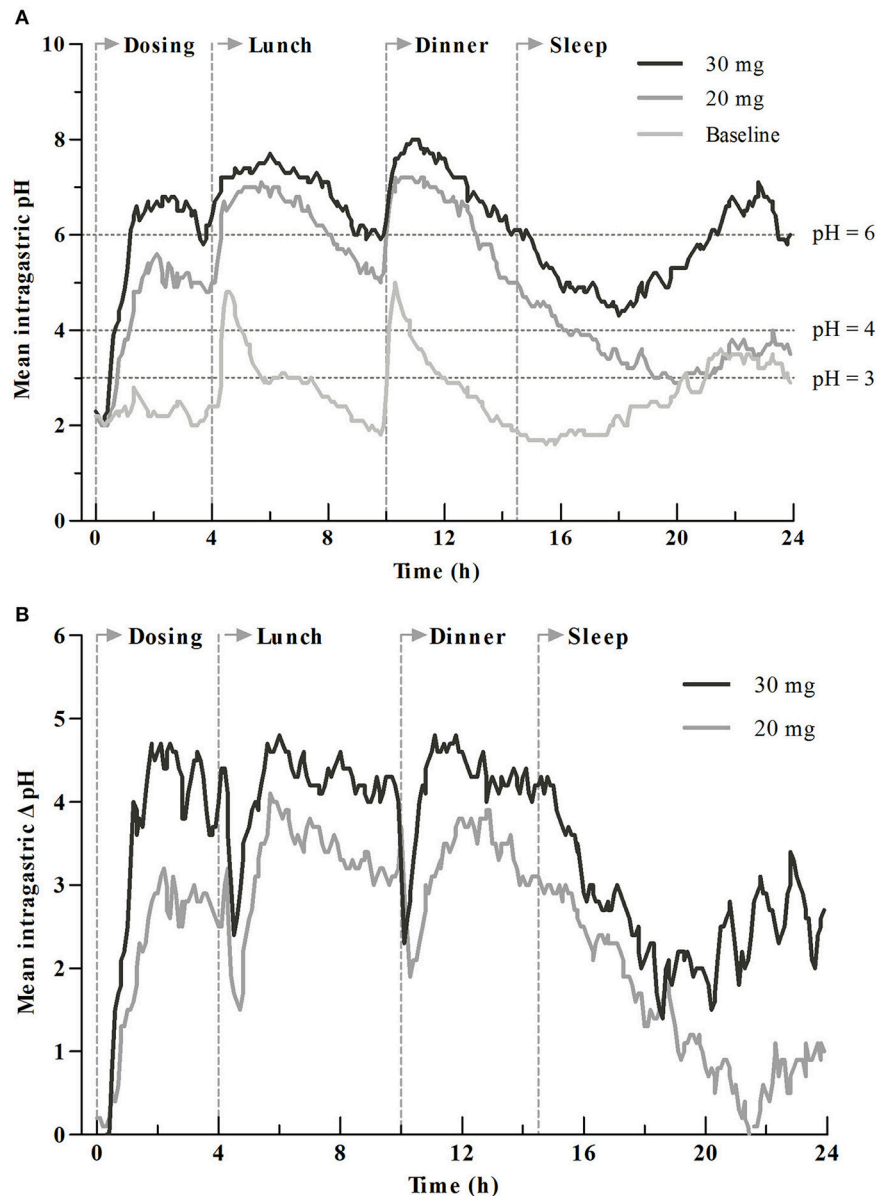 A
Dosing Lunch Dinner Sleep
10
8
6
4
2
0
Mean intragastric pH
30 mg
20 mg
Baseline
pH = 6
pH = 4
pH = 3
0 4 8 12 16 20 24
Time (h)
B
Dosing Lunch Dinner Sleep
6
5
4
3
2
1
0
Mean intragastric Δ pH
30 mg
20 mg
0 4 8 12 16 20 24
Time (h)